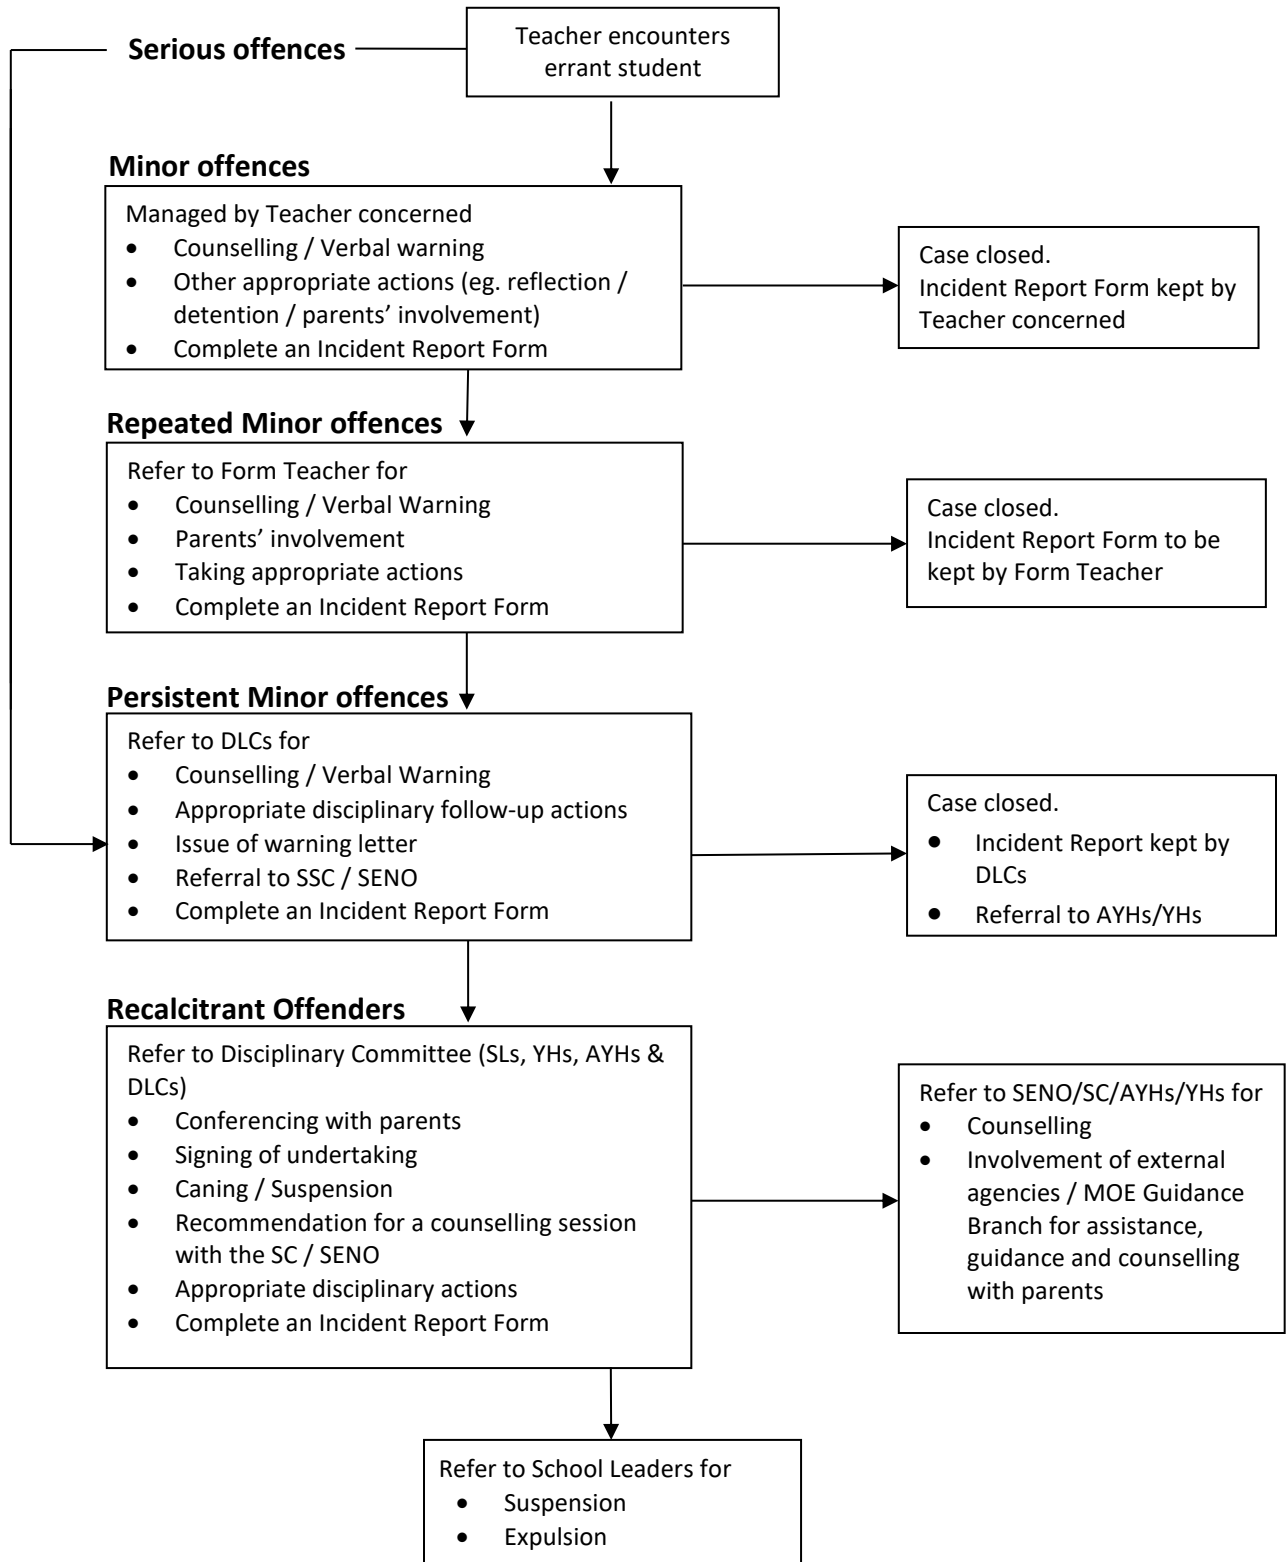 Serious offences
Teacher encounters
errant student
Minor offences
Managed by Teacher concerned
• Counselling / Verbal warning
• Other appropriate actions (eg. reflection /
detention / parents’ involvement)
• Complete an Incident Report Form
Case closed.
Incident Report Form kept by
Teacher concerned
Repeated Minor offences
Refer to Form Teacher for
• Counselling / Verbal Warning
• Parents’ involvement
• Taking appropriate actions
• Complete an Incident Report Form
Case closed.
Incident Report Form to be
kept by Form Teacher
Persistent Minor offences
Refer to DLCs for
• Counselling / Verbal Warning
• Appropriate disciplinary follow-up actions
• Issue of warning letter
• Referral to SSC / SENO
• Complete an Incident Report Form
Case closed.
• Incident Report kept by
DLCs
• Referral to AYHs/YHs
Recalcitrant Offenders
Refer to Disciplinary Committee (SLs, YHs, AYHs &
DLCs)
• Conferencing with parents
• Signing of undertaking
• Caning / Suspension
• Recommendation for a counselling session
with the SC / SENO
• Appropriate disciplinary actions
• Complete an Incident Report Form
Refer to SENO/SC/AYHs/YHs for
• Counselling
• Involvement of external
agencies / MOE Guidance
Branch for assistance,
guidance and counselling
with parents
Refer to School Leaders for
• Suspension
• Expulsion